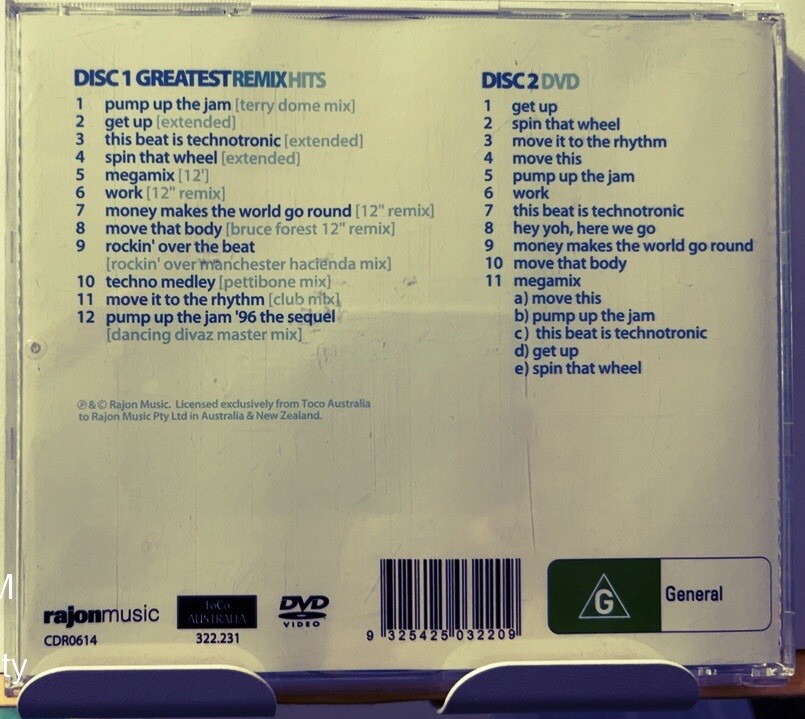 DISC 1 GREATEST REMIX HITS
1 pump up the jam [terry dome mix]
2 get up [extended]
3 this beat is technotronic [extended]
4 spin that wheel [extended]
5 megamix [12']
6 work [12" remix]
7 money makes the world go round [12" remix]
8 move that body [bruce forest 12" remix]
9 rockin' over the beat
[rockin' over manchester hacienda mix]
10 techno medley [pettibone mix]
11 move it to the rhythm [club mix]
12 pump up the jam '96 the sequel
[dancing divaz master mix]
℗ & © Rajon Music. Licensed exclusively from Toco Australia
to Rajon Music Pty Ltd in Australia & New Zealand.
DISC 2 DVD
1 get up
2 spin that wheel
3 move it to the rhythm
4 move this
5 pump up the jam
6 work
7 this beat is technotronic
8 hey yoh, here we go
9 money makes the world go round
10 move that body
11 megamix
a) move this
b) pump up the jam
c) this beat is technotronic
d) get up
e) spin that wheel
rajonmusic
CDR0614
ToCo
AUSTRALIA
322.231
DVD
VIDEO
9 325425 032209
G
General
M
ty